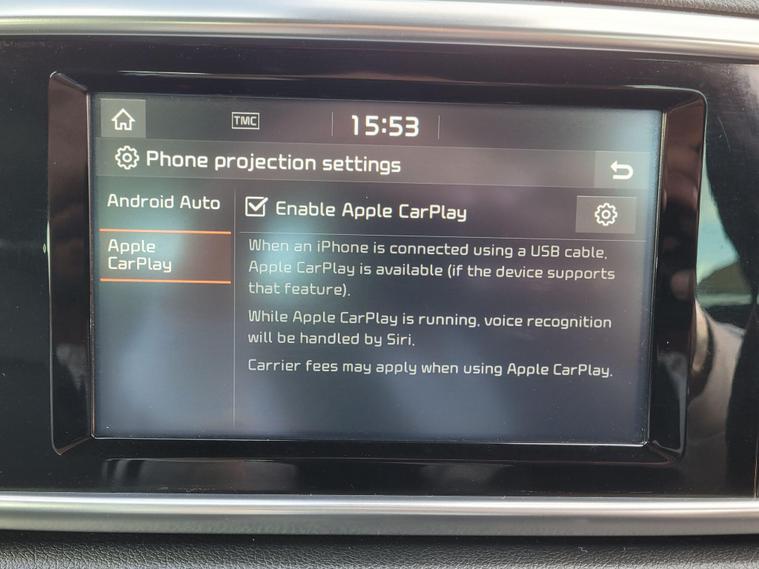 TMC
15:53
Phone projection settings
Android Auto
Apple
CarPlay
Enable Apple CarPlay
When an iPhone is connected using a USB cable,
Apple CarPlay is available (if the device supports
that feature).
While Apple CarPlay is running, voice recognition
will be handled by Siri.
Carrier fees may apply when using Apple CarPlay.